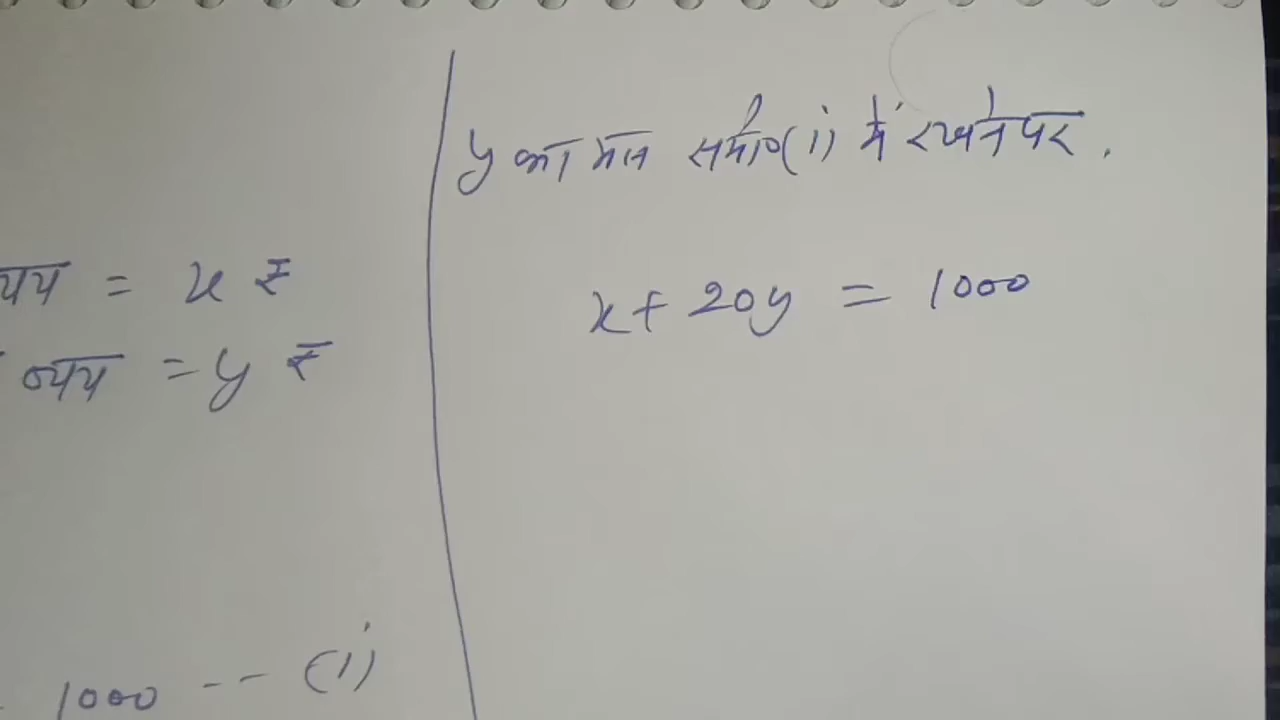 व्यय = x ₹
व्यय = y ₹
1000 -- (i)
y का मान समी० (i) में रखने पर.
x + 20y = 1000